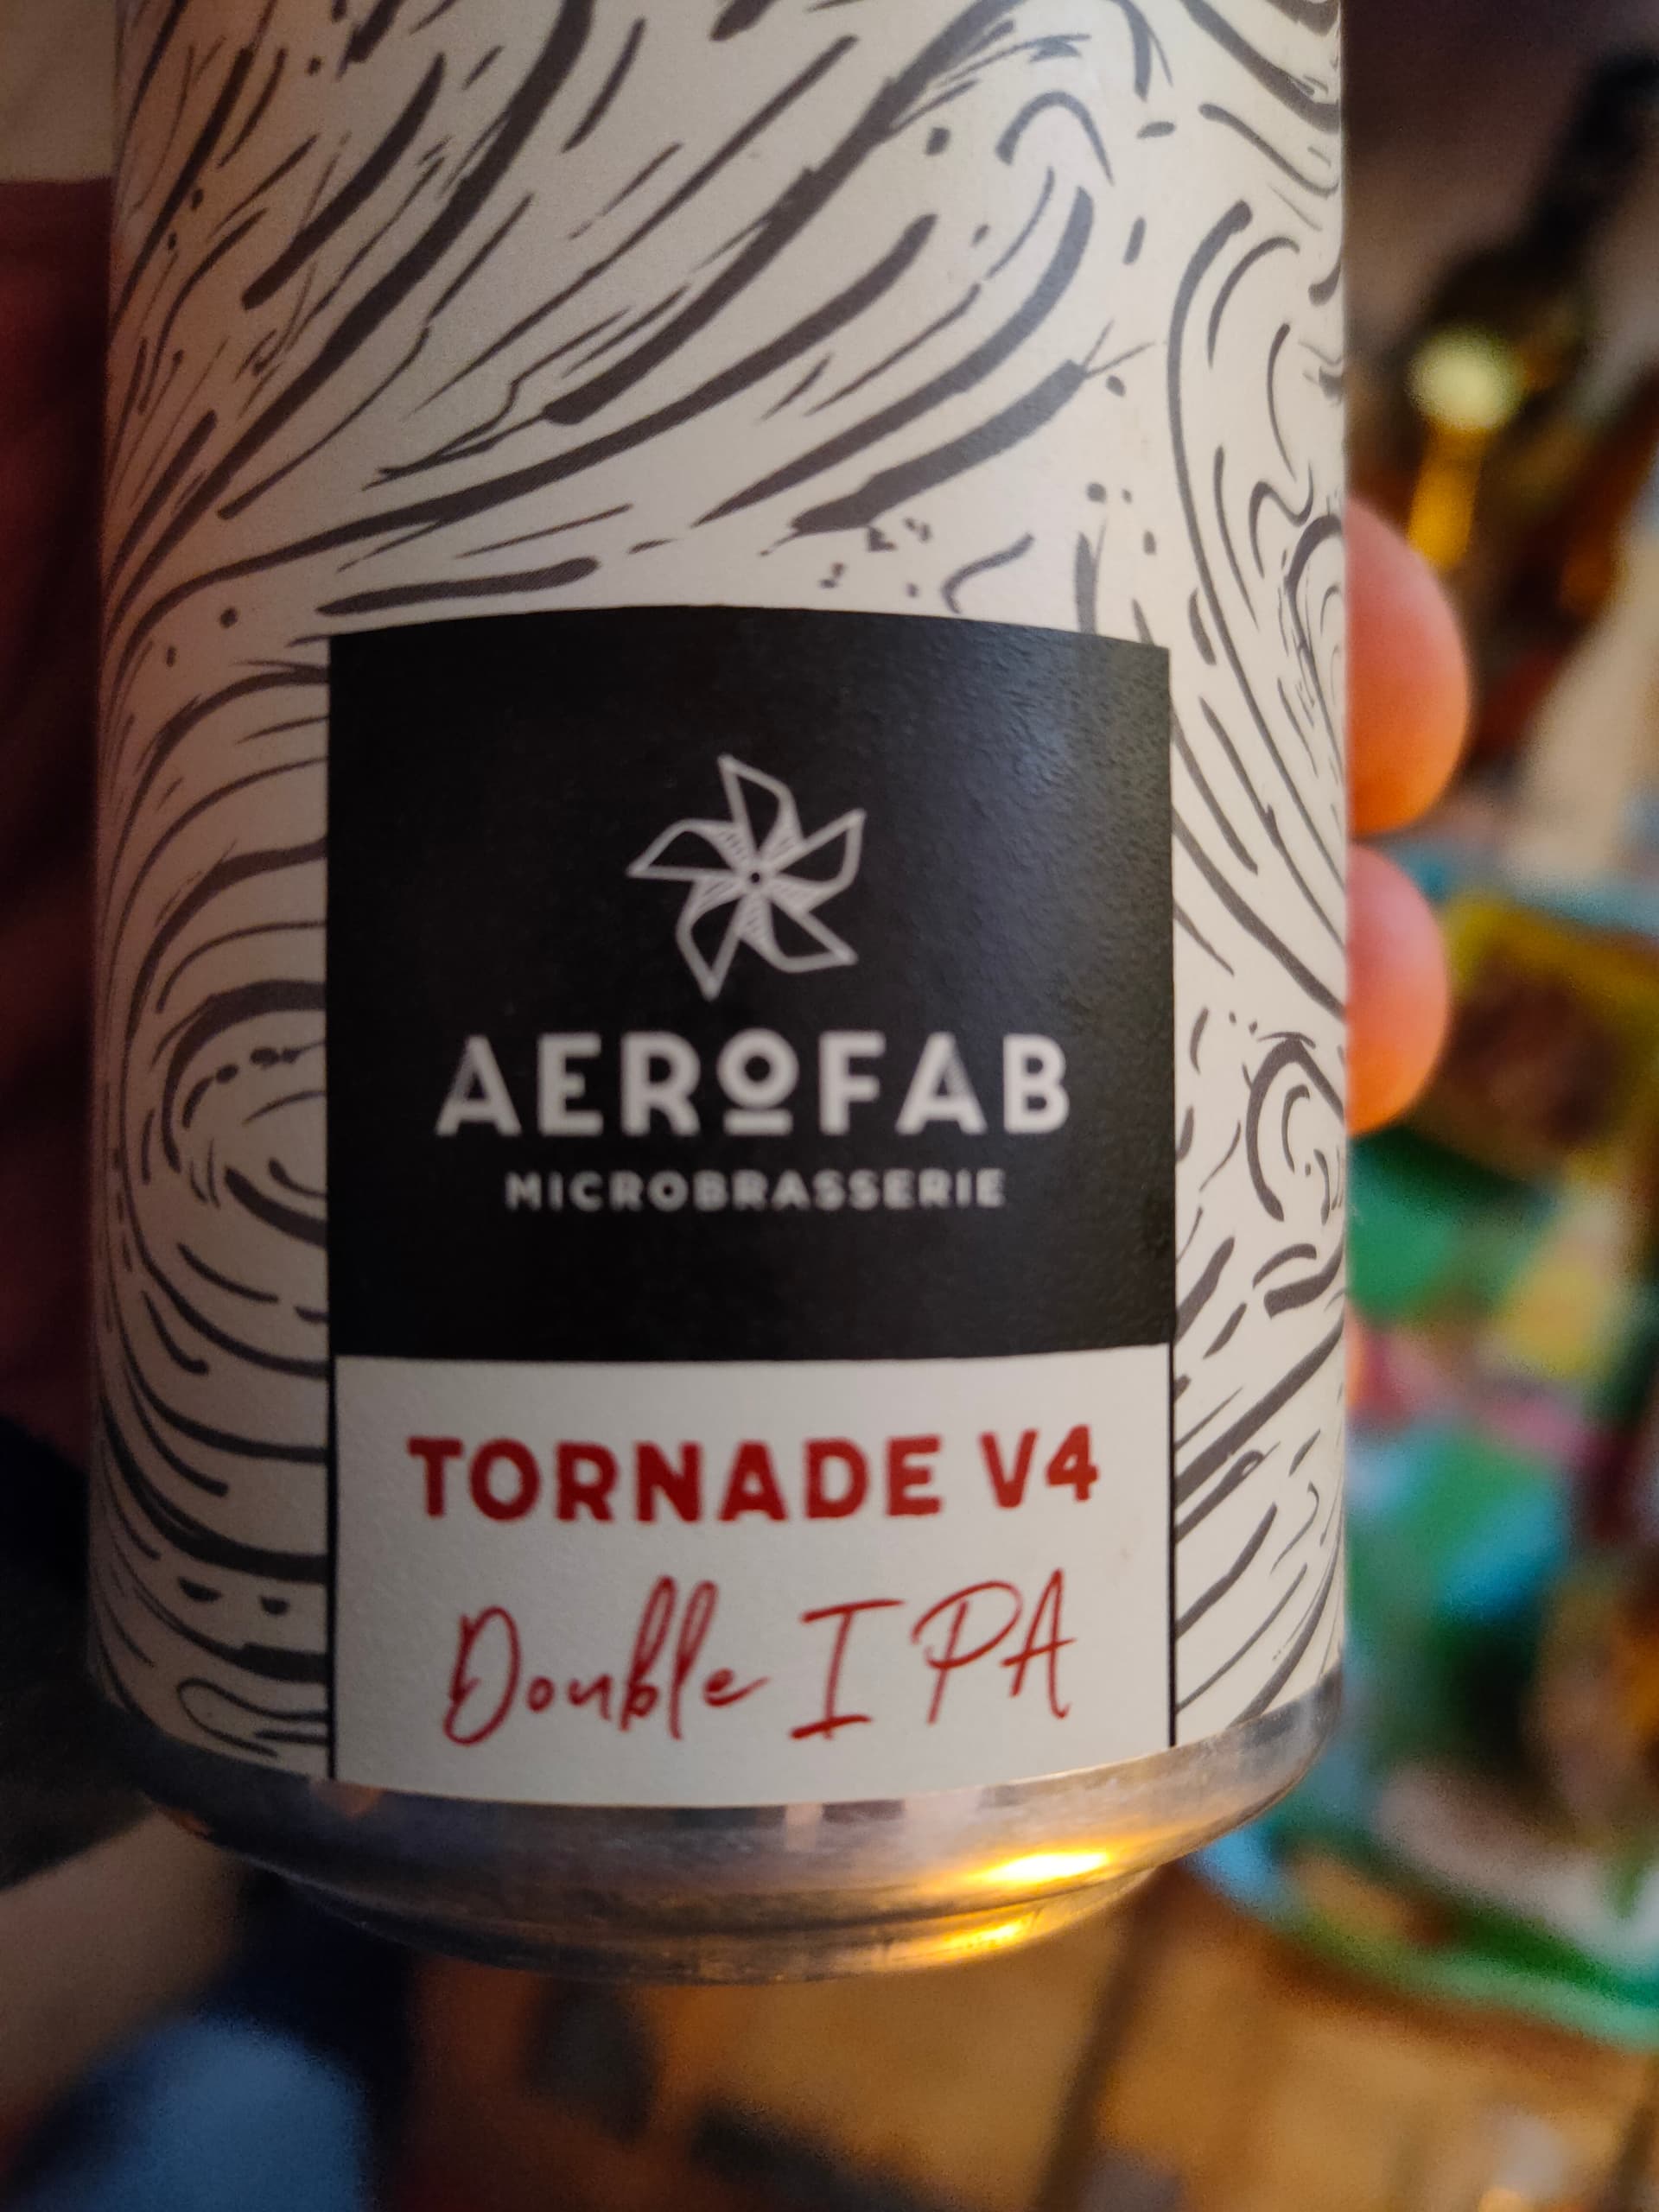 AEROFAB
MICROBRASSERIE
TORNADE V4
Double IPA